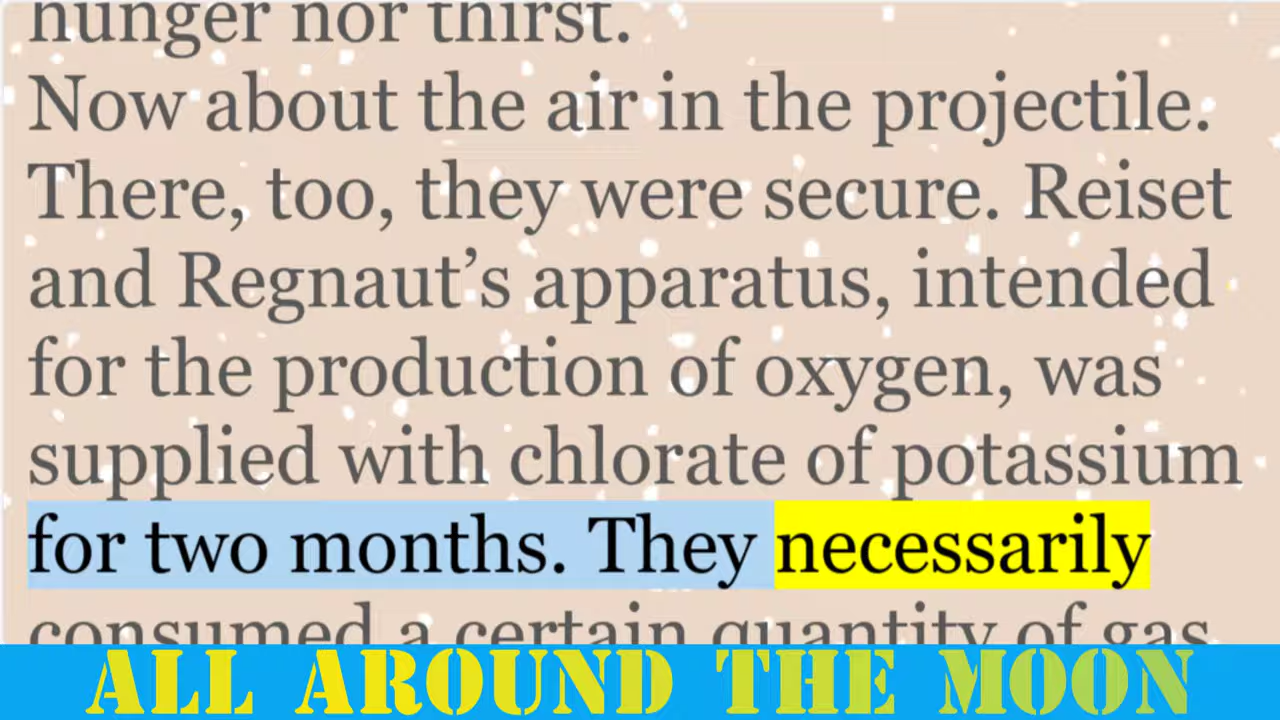 hunger nor thirst.
Now about the air in the projectile.
There, too, they were secure. Reiset
and Regnaut’s apparatus, intended
for the production of oxygen, was
supplied with chlorate of potassium
for two months. They necessarily
consumed a certain quantity of gas
ALL AROUND THE MOON